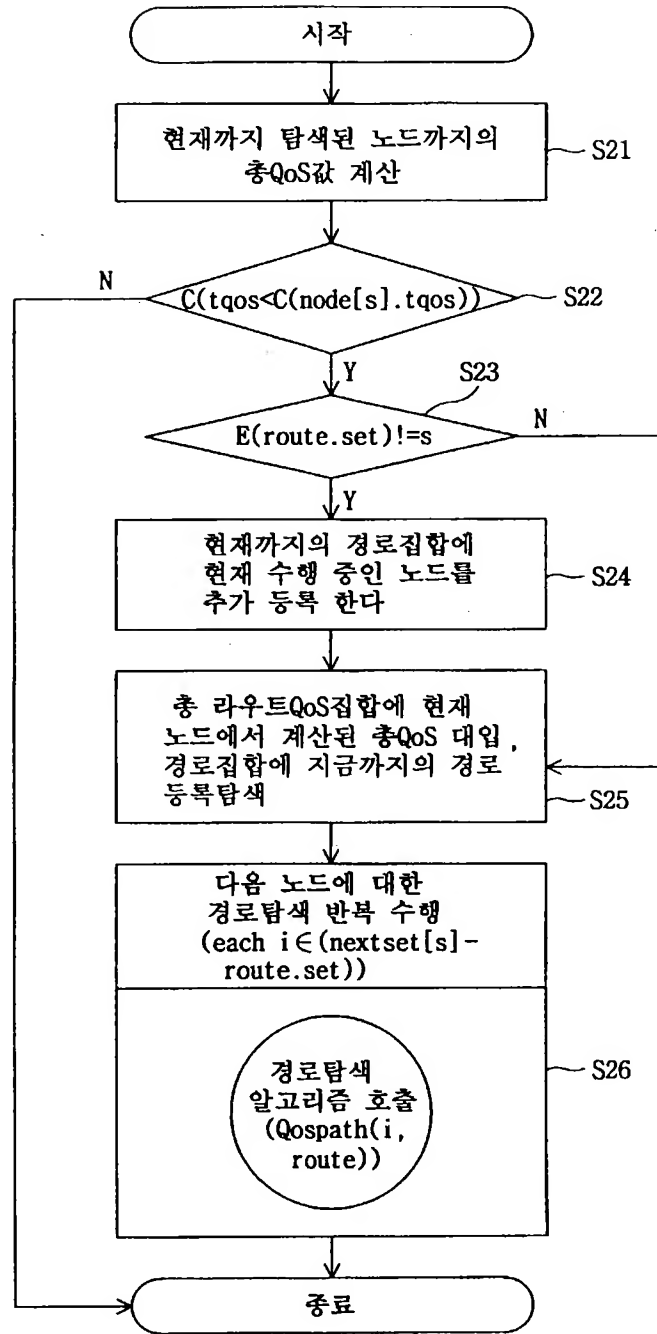 시작
현재까지 탐색된 노드까지의
총QoS값 계산
S21
N
C(tqos<C(node[s].tqos))
S22
Y
S23
E(route.set)!=s
N
Y
현재까지의 경로집합에
현재 수행 중인 노드를
추가 등록 한다
S24
총 라우트QoS집합에 현재
노드에서 계산된 총QoS 대입,
경로집합에 지금까지의 경로
등록탐색
S25
다음 노드에 대한
경로탐색 반복 수행
(each i∈(nextset[s]-
route.set))
경로탐색
알고리즘 호출
(Qospath(i,
route))
S26
종료